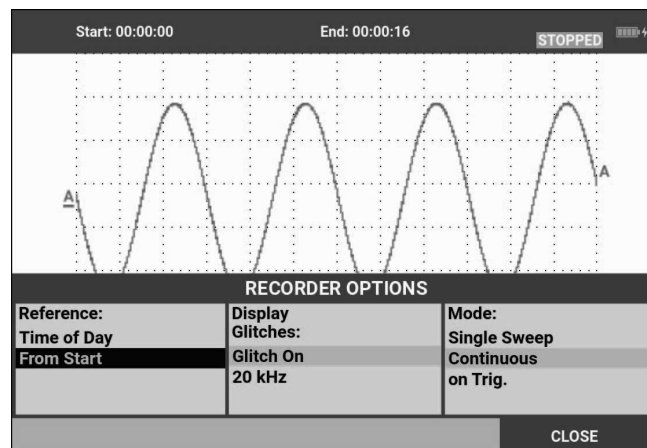 Start: 00:00:00
End: 00:00:16
STOPPED
A
A
RECORDER OPTIONS
Reference:
Time of Day
From Start
Display
Glitches:
Glitch On
20 kHz
Mode:
Single Sweep
Continuous
on Trig.
CLOSE